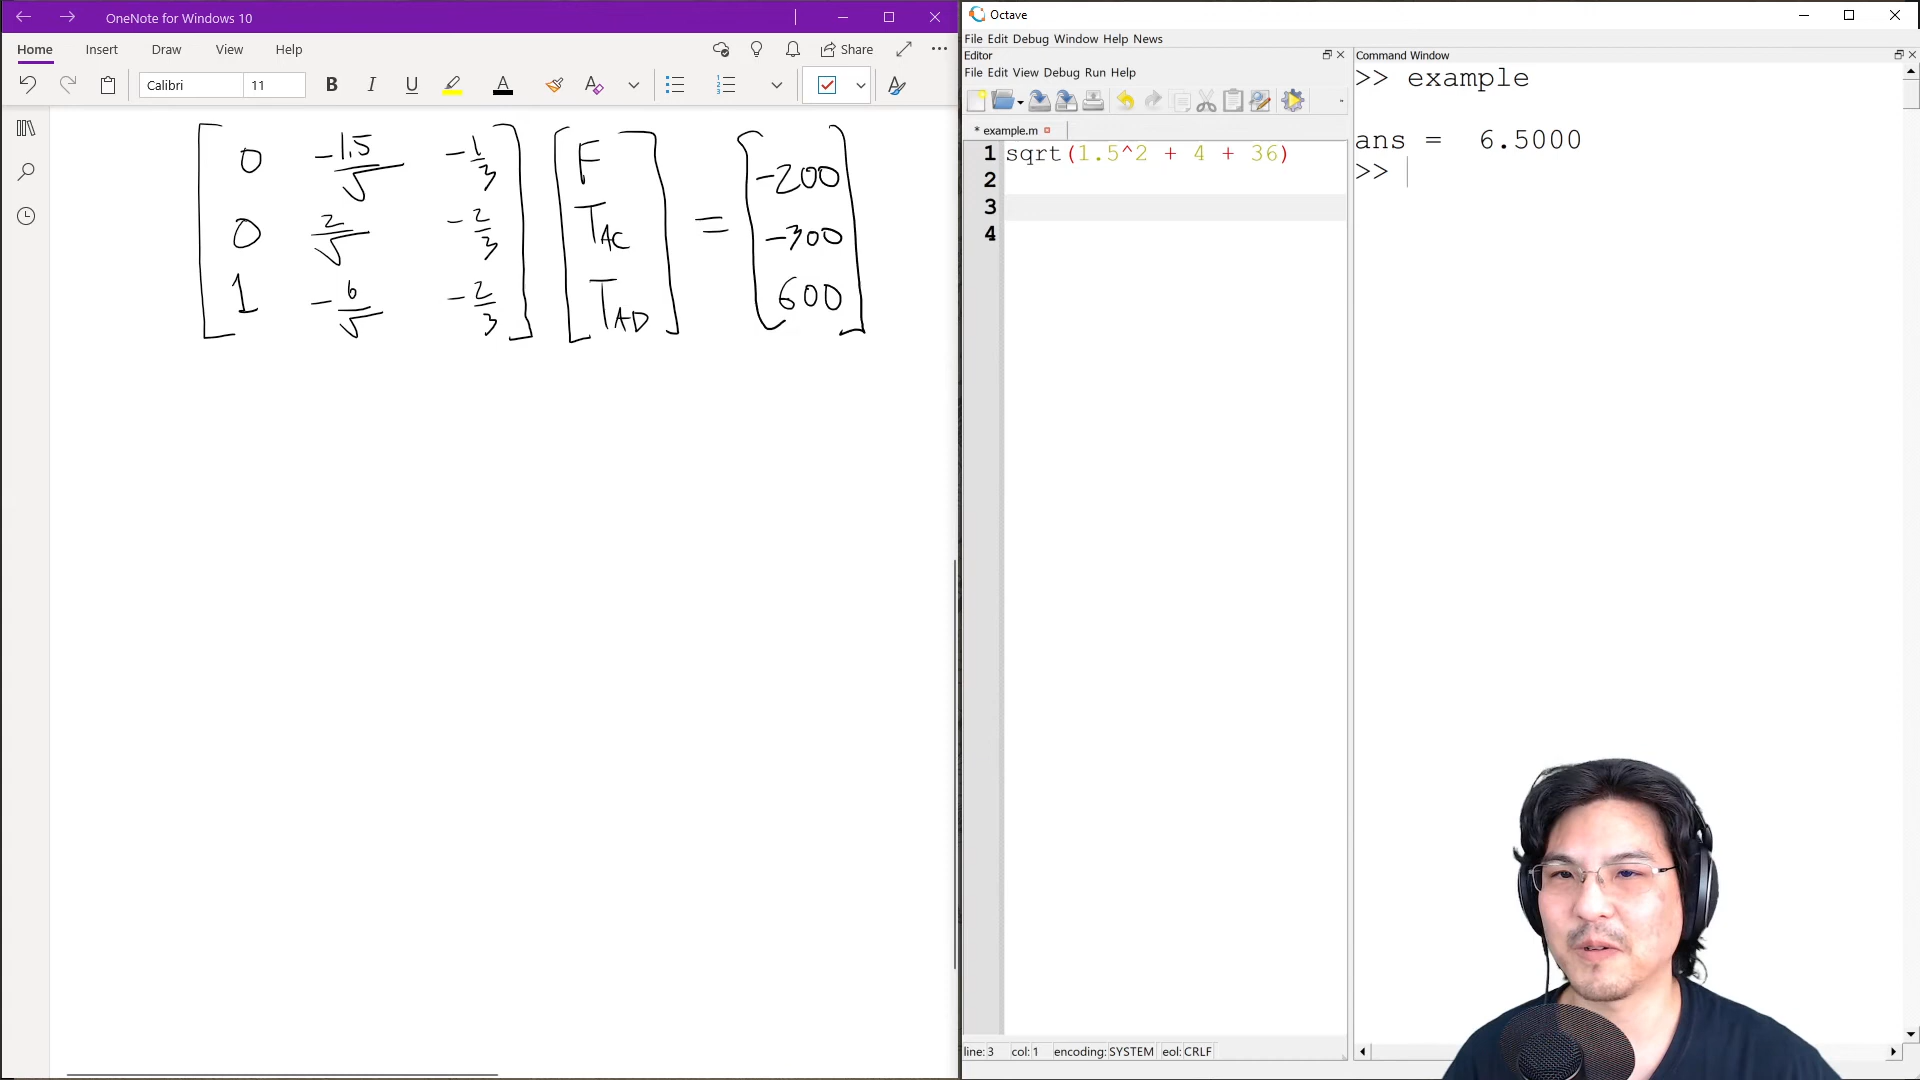 OneNote for Windows 10
Home Insert Draw View Help
Share
Calibri 11 B I U A
0 -1.5/√ -1/3 F -200
0 2/√ -2/3 TAC = -300
1 -6/√ -2/3 TAD 600
Octave
File Edit Debug Window Help News
Editor
File Edit View Debug Run Help
* example.m
1 sqrt(1.5^2 + 4 + 36)
2
3
4
line: 3 col: 1 encoding: SYSTEM eol: CRLF
Command Window
>> example
ans = 6.5000
>>